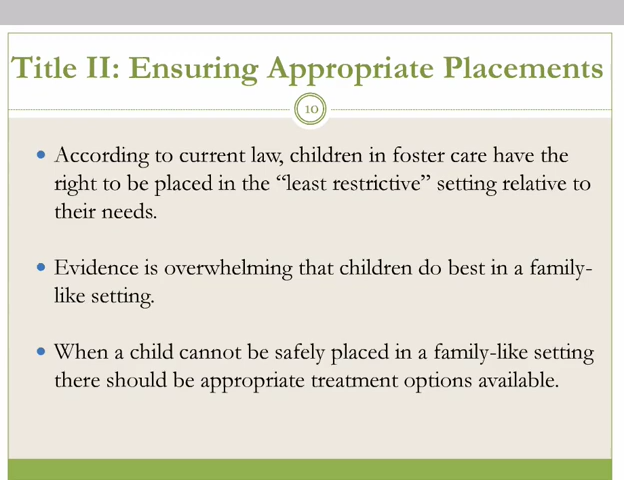 Title II: Ensuring Appropriate Placements
10
According to current law, children in foster care have the
right to be placed in the “least restrictive” setting relative to
their needs.
Evidence is overwhelming that children do best in a family-
like setting.
When a child cannot be safely placed in a family-like setting
there should be appropriate treatment options available.